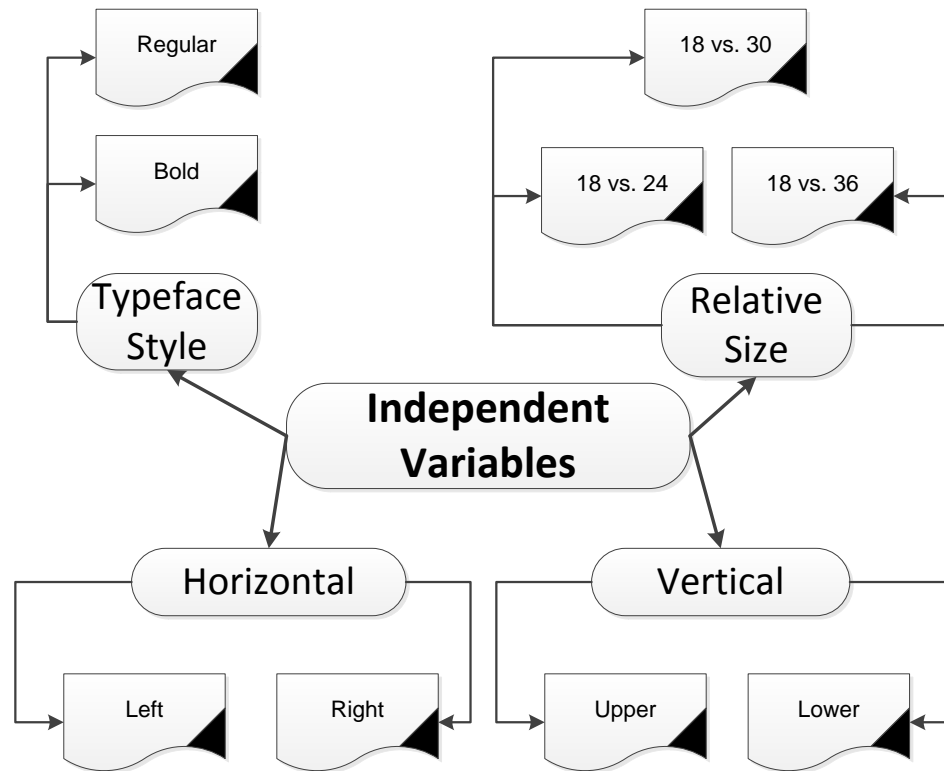 Regular
18 vs. 30
Bold
18 vs. 24
18 vs. 36
Typeface
Style
Relative
Size
Independent
Variables
Horizontal
Vertical
Left
Right
Upper
Lower